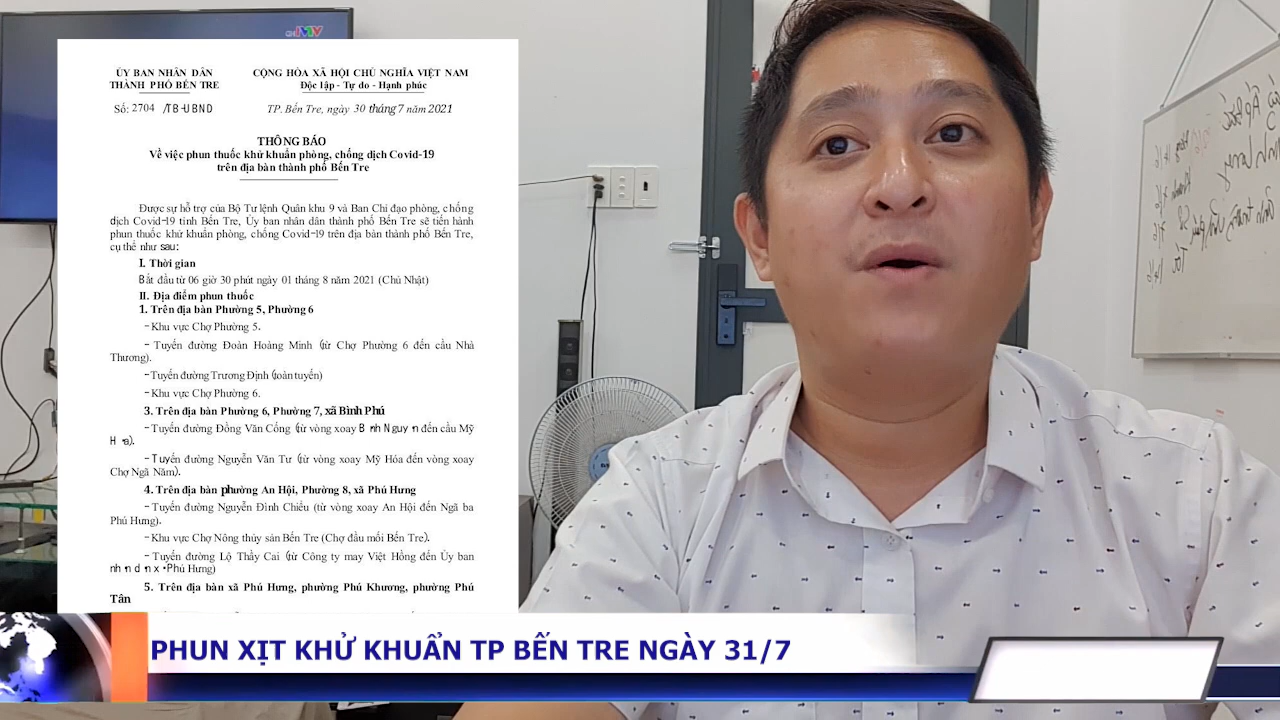 ỦY BAN NHÂN DÂN
THÀNH PHỐ BẾN TRE
Số: 2704 /TB-UBND
CỘNG HÒA XÃ HỘI CHỦ NGHĨA VIỆT NAM
Độc lập - Tự do - Hạnh phúc
TP. Bến Tre, ngày 30 tháng 7 năm 2021
THÔNG BÁO
Về việc phun thuốc khử khuẩn phòng, chống dịch Covid-19
trên địa bàn thành phố Bến Tre
Được sự hỗ trợ của Bộ Tư lệnh Quân khu 9 và Ban Chỉ đạo phòng, chống
dịch Covid-19 tỉnh Bến Tre, Ủy ban nhân dân thành phố Bến Tre sẽ tiến hành
phun thuốc khử khuẩn phòng, chống Covid-19 trên địa bàn thành phố Bến Tre,
cụ thể như sau:
I. Thời gian
Bắt đầu từ 06 giờ 30 phút ngày 01 tháng 8 năm 2021 (Chủ Nhật)
II. Địa điểm phun thuốc
1. Trên địa bàn Phường 5, Phường 6
- Khu vực Chợ Phường 5.
- Tuyến đường Đoàn Hoàng Minh (từ Chợ Phường 6 đến cầu Nhà
Thương).
- Tuyến đường Trương Định (toàn tuyến)
- Khu vực Chợ Phường 6.
3. Trên địa bàn Phường 6, Phường 7, xã Bình Phú
- Tuyến đường Đồng Văn Cống (từ vòng xoay B nh Nguy n đến cầu Mỹ
H a).
- Tuyến đường Nguyễn Văn Tư (từ vòng xoay Mỹ Hóa đến vòng xoay
Chợ Ngã Năm).
4. Trên địa bàn phường An Hội, Phường 8, xã Phú Hưng
- Tuyến đường Nguyễn Đình Chiểu (từ vòng xoay An Hội đến Ngã ba
Phú Hưng).
- Khu vực Chợ Nông thủy sản Bến Tre (Chợ đầu mối Bến Tre).
- Tuyến đường Lộ Thầy Cai (từ Công ty may Việt Hồng đến Ủy ban
nh n d n x • Phú Hưng)
5. Trên địa bàn xã Phú Hưng, phường Phú Khương, phường Phú
Tân
PHUN XỊT KHỬ KHUẨN TP BẾN TRE NGÀY 31/7